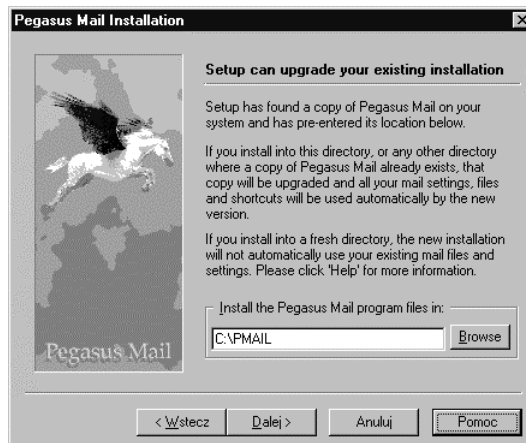 Pegasus Mail Installation
Setup can upgrade your existing installation
Setup has found a copy of Pegasus Mail on your
system and has pre-entered its location below.
If you install into this directory, or any other directory
where a copy of Pegasus Mail already exists, that
copy will be upgraded and all your mail settings, files
and shortcuts will be used automatically by the new
version.
If you install into a fresh directory, the new installation
will not automatically use your existing mail files and
settings. Please click 'Help' for more information.
Install the Pegasus Mail program files in:
C:\PMAIL
Browse
Pegasus Mail
< Wstecz
Dalej >
Anuluj
Pomoc